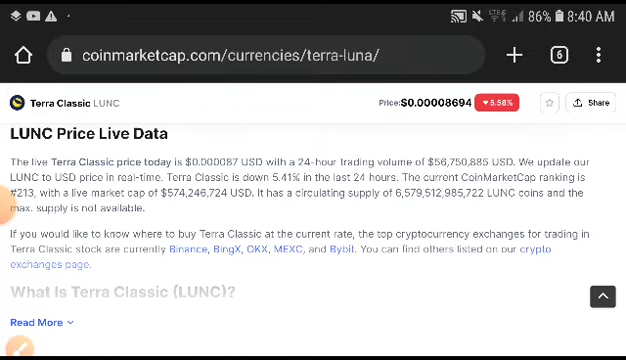 86% 8:40 AM
coinmarketcap.com/currencies/terra-luna/
6
Terra Classic LUNC Price:$0.00008694 ▾ 5.58% Share
LUNC Price Live Data
The live Terra Classic price today is $0.000087 USD with a 24-hour trading volume of $56,750,885 USD. We update our
LUNC to USD price in real-time. Terra Classic is down 5.41% in the last 24 hours. The current CoinMarketCap ranking is
#213, with a live market cap of $574,246,724 USD. It has a circulating supply of 6,579,512,985,722 LUNC coins and the
max. supply is not available.
If you would like to know where to buy Terra Classic at the current rate, the top cryptocurrency exchanges for trading in
Terra Classic stock are currently Binance, BingX, OKX, MEXC, and Bybit. You can find others listed on our crypto
exchanges page.
What Is Terra Classic (LUNC)?
Read More